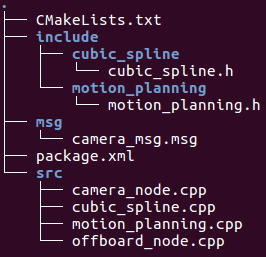 .
├── CMakeLists.txt
├── include
│   ├── cubic_spline
│   │   └── cubic_spline.h
│   └── motion_planning
│       └── motion_planning.h
├── msg
│   └── camera_msg.msg
├── package.xml
└── src
    ├── camera_node.cpp
    ├── cubic_spline.cpp
    ├── motion_planning.cpp
    └── offboard_node.cpp